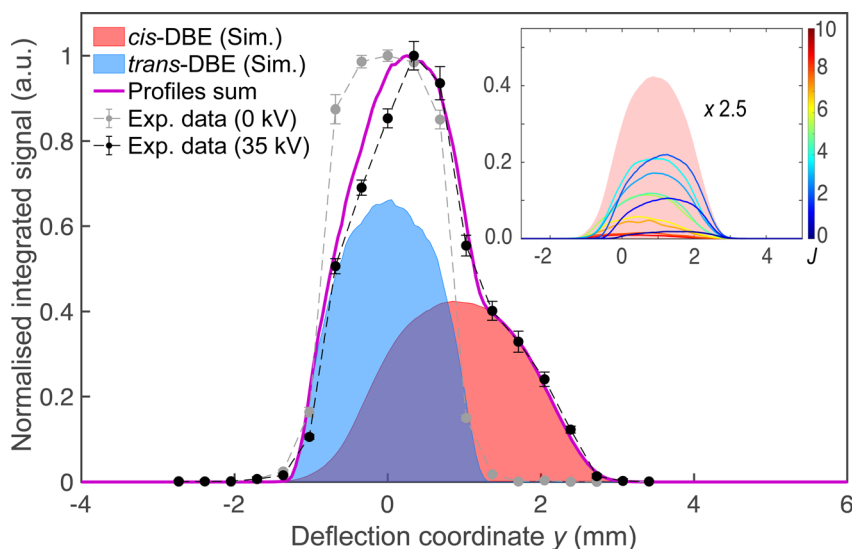 Normalised integrated signal (a.u.)
1
0.8
0.6
0.4
0.2
0
cis-DBE (Sim.)
trans-DBE (Sim.)
Profiles sum
Exp. data (0 kV)
Exp. data (35 kV)
0.4
0.2
0.0
x 2.5
-2 0 2 4
10
8
6
4
2
0
J
-4 -2 0 2 4 6
Deflection coordinate y (mm)